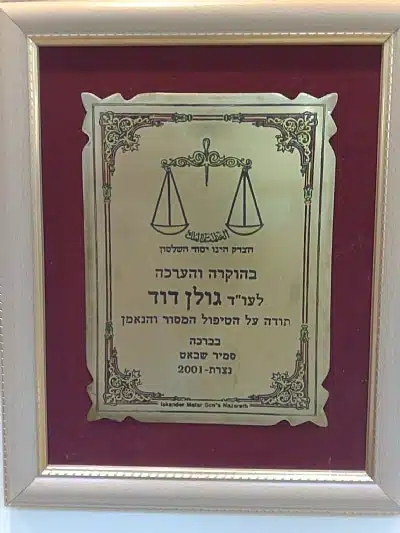 הצדק הינו יסוד השלטון
בהוקרה והערכה
לעו"ד גולן דוד
תודה על הטיפול המסור והנאמן
בברכה
סמיר שבאט
נצרת-2001
Iskander Matar Son's Nazareth